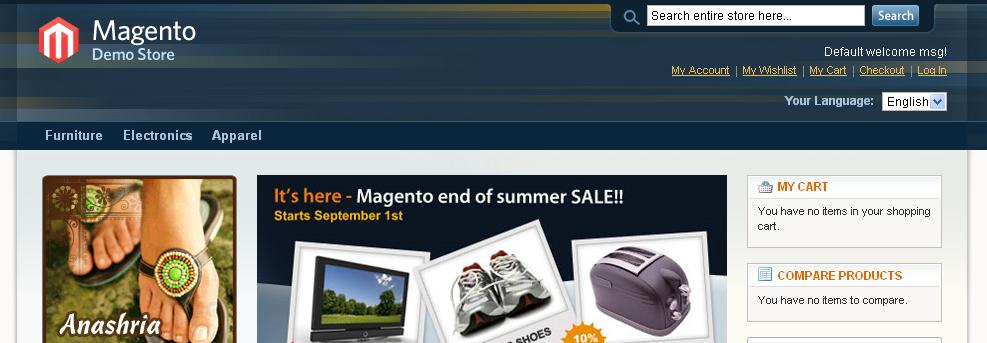 Magento
Demo Store
Search entire store here...
Search
Default welcome msg!
My Account | My Wishlist | My Cart | Checkout | Log In
Your Language: English
Furniture Electronics Apparel
Anashria
It's here - Magento end of summer SALE!!
Starts September 1st
SHOES
10%
MY CART
You have no items in your shopping
cart.
COMPARE PRODUCTS
You have no items to compare.